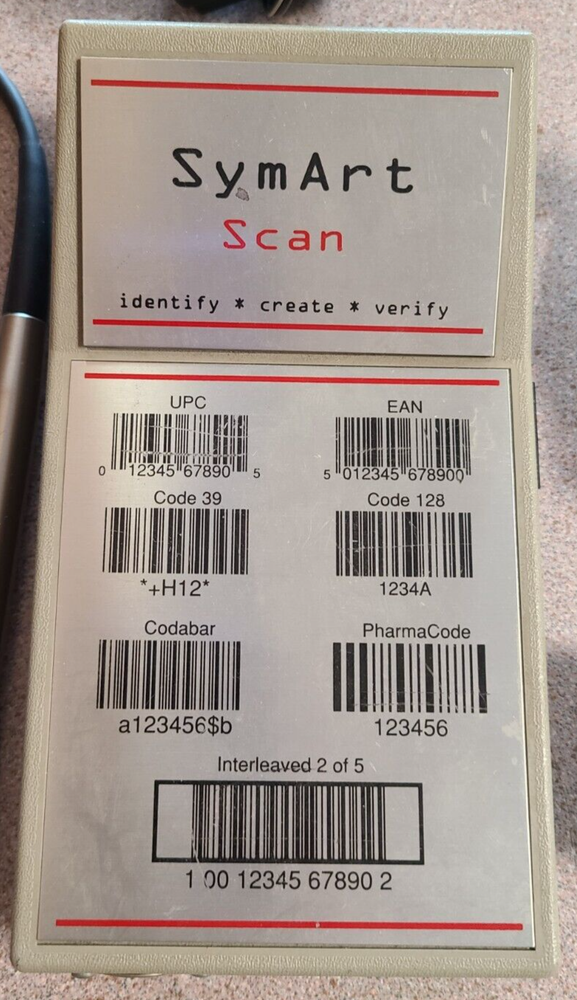 SymArt
Scan
identify * create * verify
UPC
0 12345 67890 5
EAN
5 012345 678900
Code 39
*+H12*
Code 128
1234A
Codabar
a123456$b
PharmaCode
123456
Interleaved 2 of 5
1 00 12345 67890 2